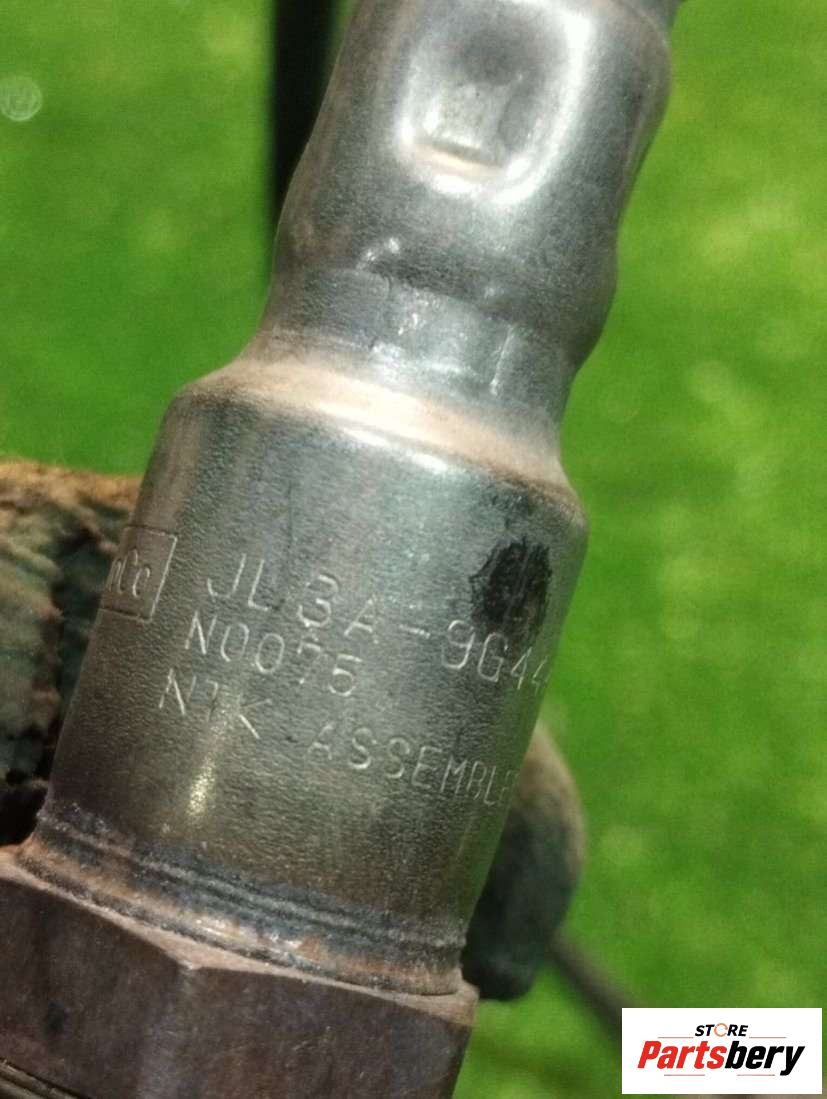 JL3A-9G44
N0075
NTK ASSEMBLE
STORE
Partsbery